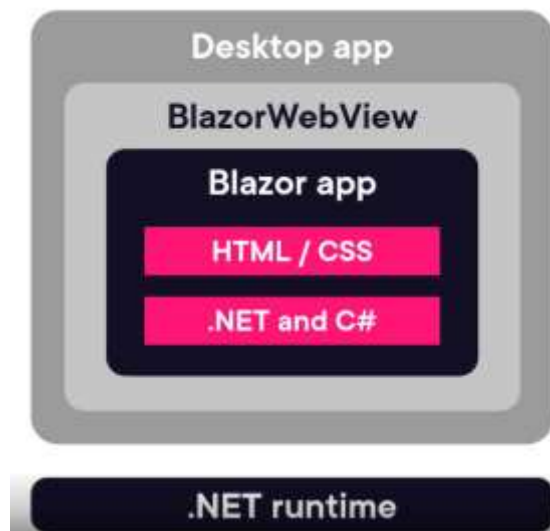 Desktop app
BlazorWebView
Blazor app
HTML / CSS
.NET and C#
.NET runtime